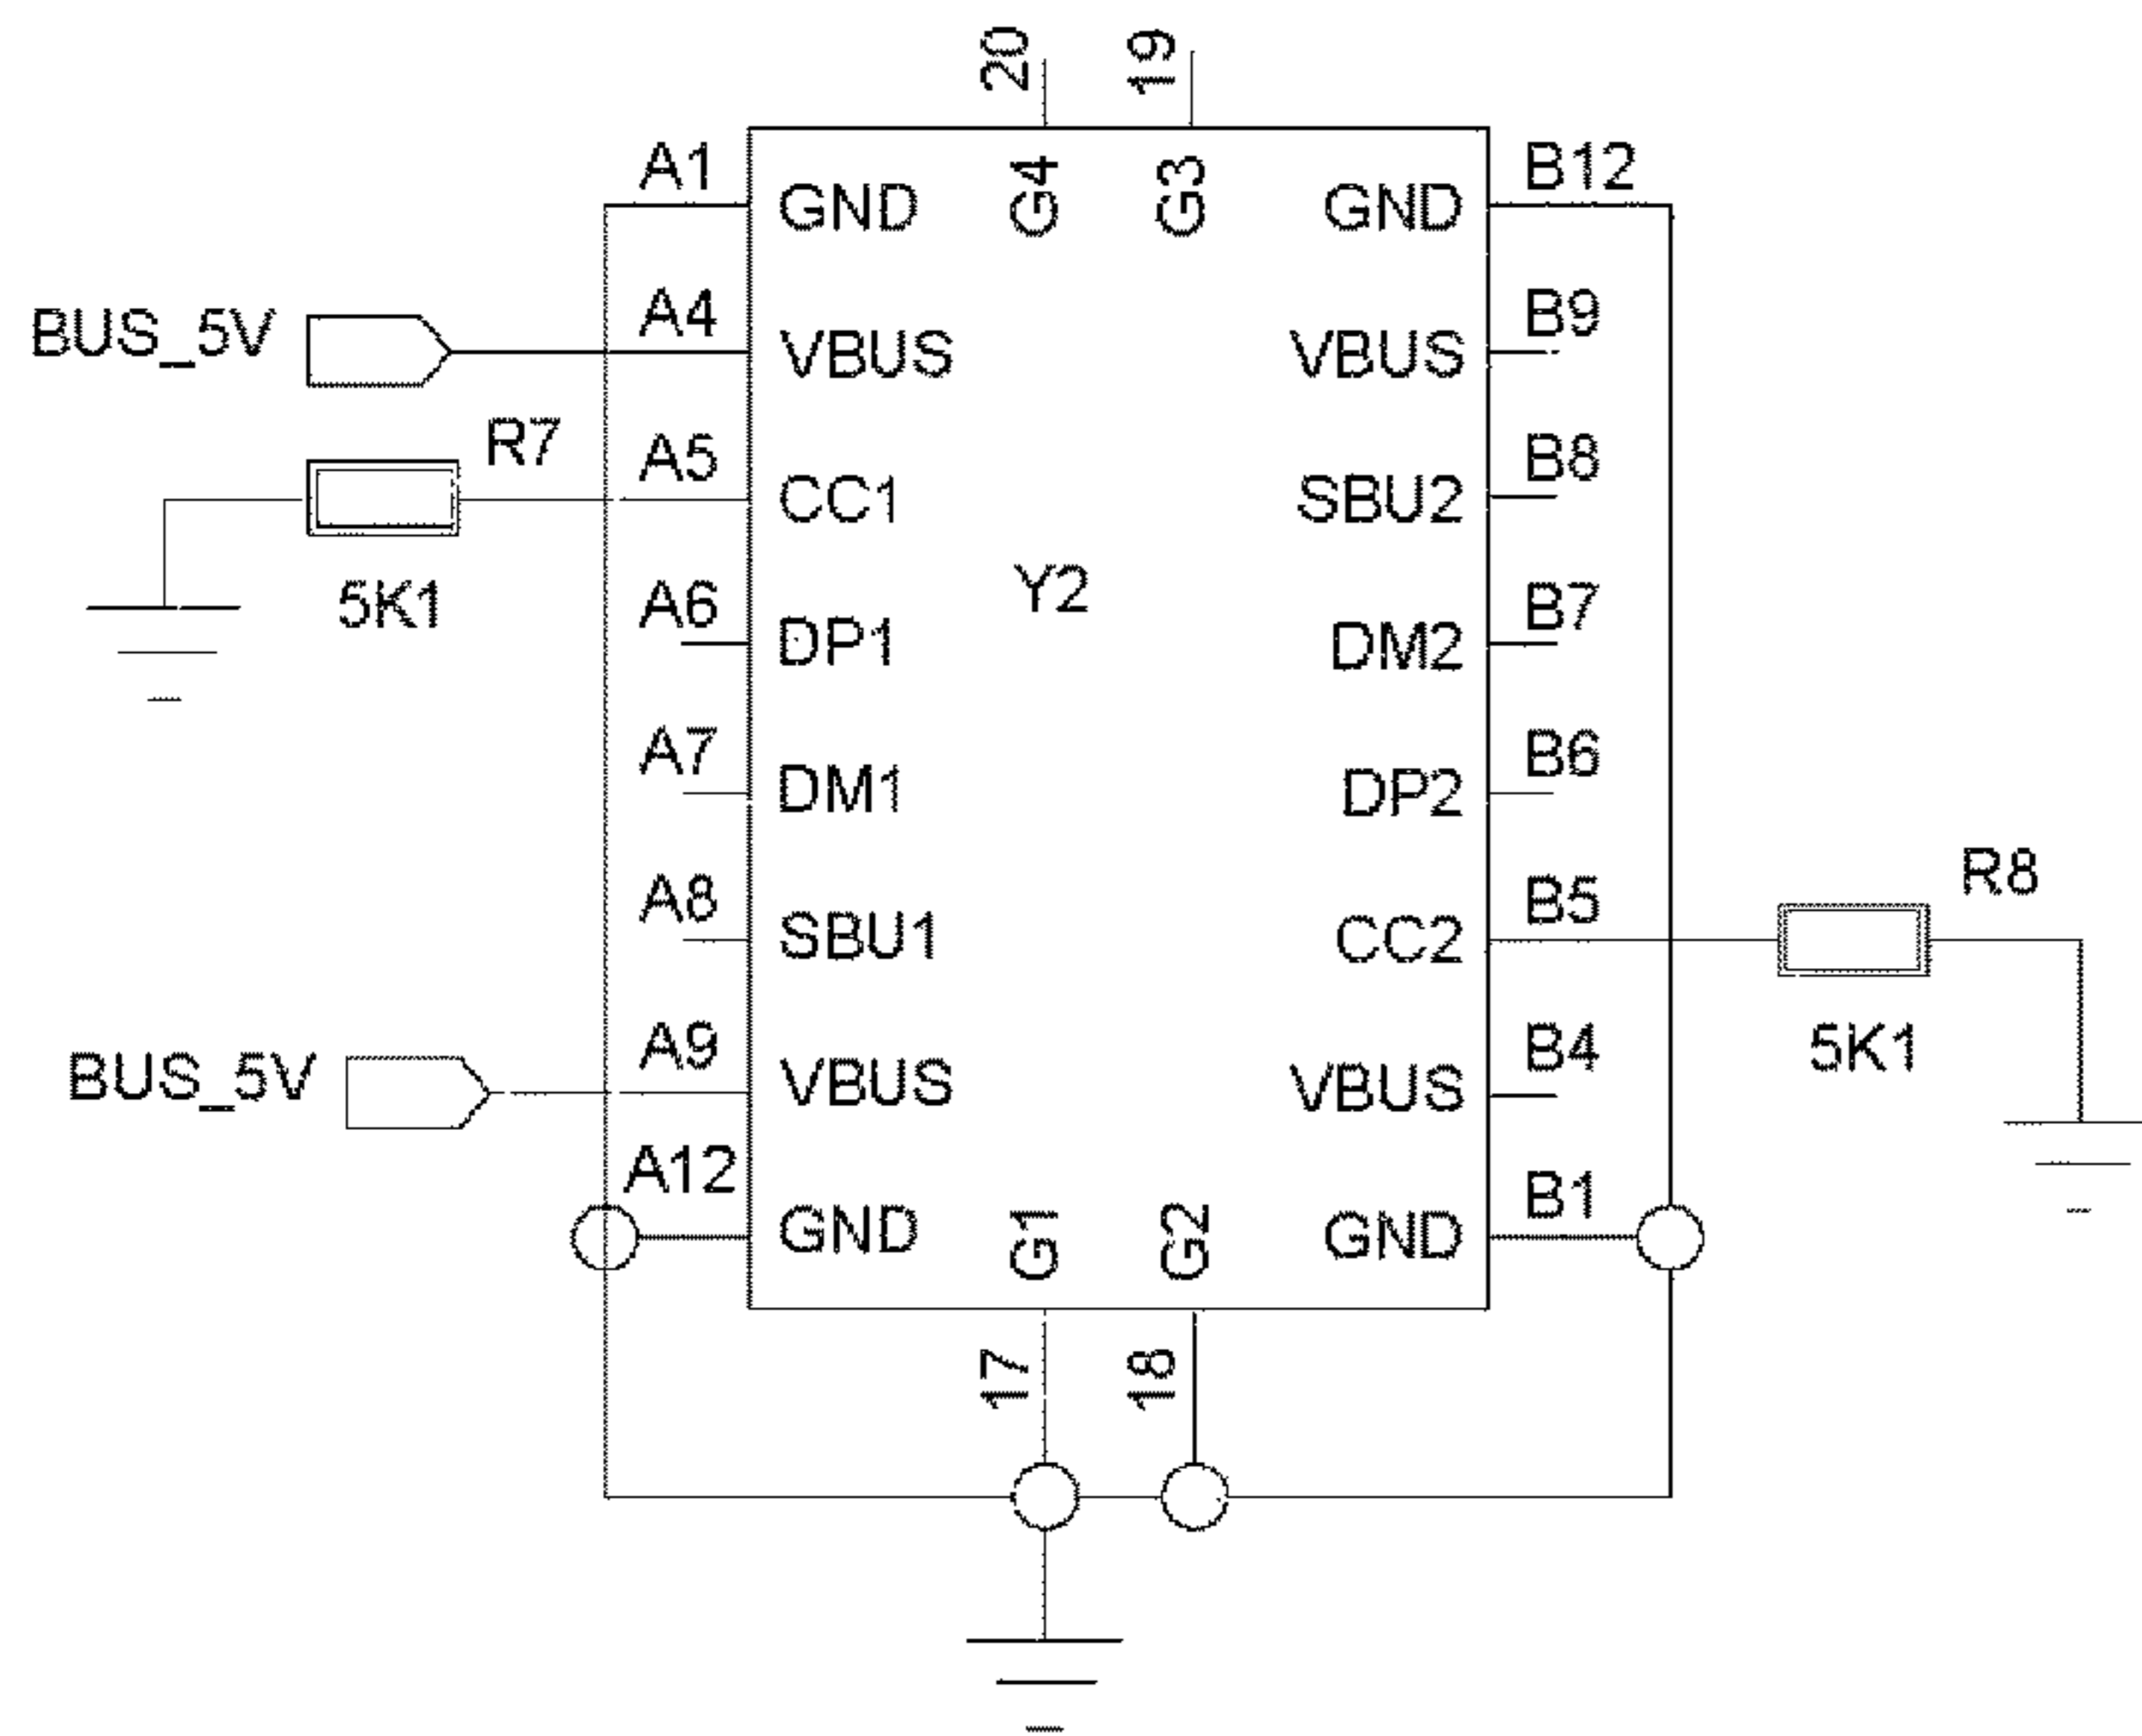 20 19
A1 GND G4 G3 GND B12
BUS_5V A4 VBUS VBUS B9
R7 A5 CC1 SBU2 B8
5K1 A6 DP1 Y2 DM2 B7
A7 DM1 DP2 B6
A8 SBU1 CC2 B5 R8
BUS_5V A9 VBUS VBUS B4 5K1
A12 GND G1 G2 GND B1
17 18